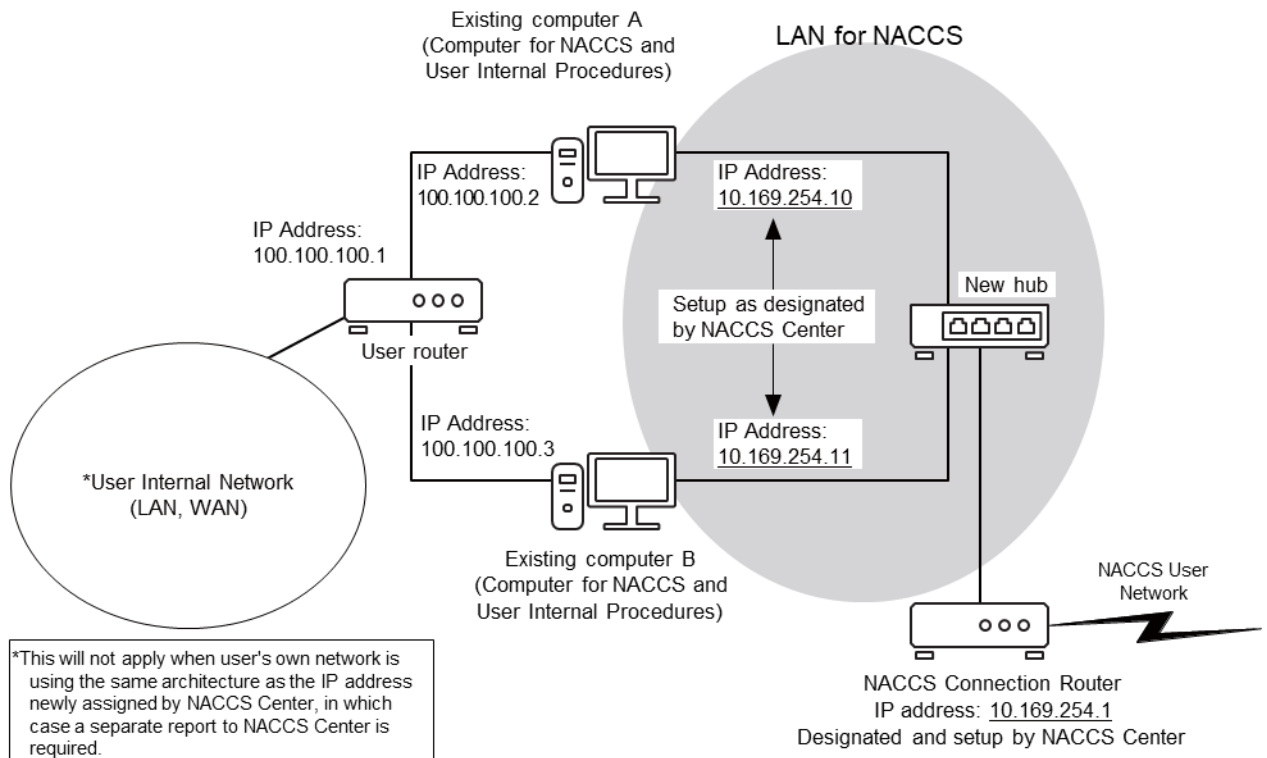 Existing computer A
(Computer for NACCS and
User Internal Procedures)
LAN for NACCS
IP Address:
100.100.100.2
IP Address:
10.169.254.10
IP Address:
100.100.100.1
New hub
Setup as designated
by NACCS Center
User router
IP Address:
100.100.100.3
IP Address:
10.169.254.11
*User Internal Network
(LAN, WAN)
Existing computer B
(Computer for NACCS and
User Internal Procedures)
NACCS User
Network
*This will not apply when user's own network is
using the same architecture as the IP address
newly assigned by NACCS Center, in which
case a separate report to NACCS Center is
required.
NACCS Connection Router
IP address: 10.169.254.1
Designated and setup by NACCS Center